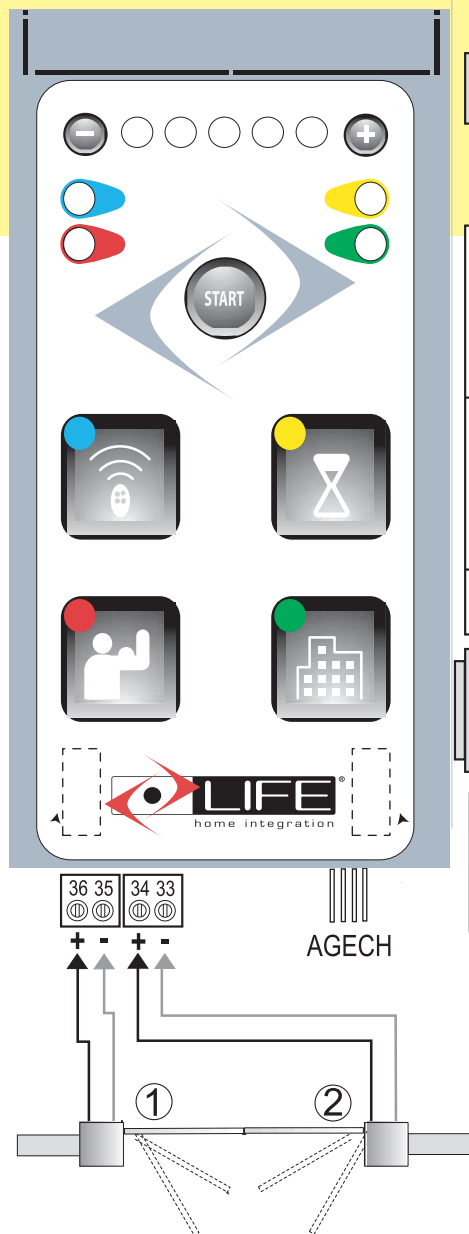 − +
START
LIFE®
home integration
36 35 34 33
+ - + -
AGECH
① ②